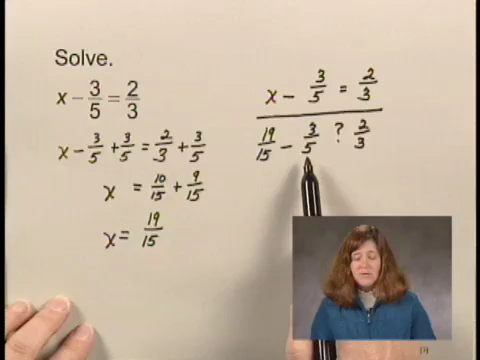 Solve.
x - 3/5 = 2/3
x - 3/5 + 3/5 = 2/3 + 3/5
x = 10/15 + 9/15
x = 19/15
x - 3/5 = 2/3
19/15 - 3/5 ? 2/3